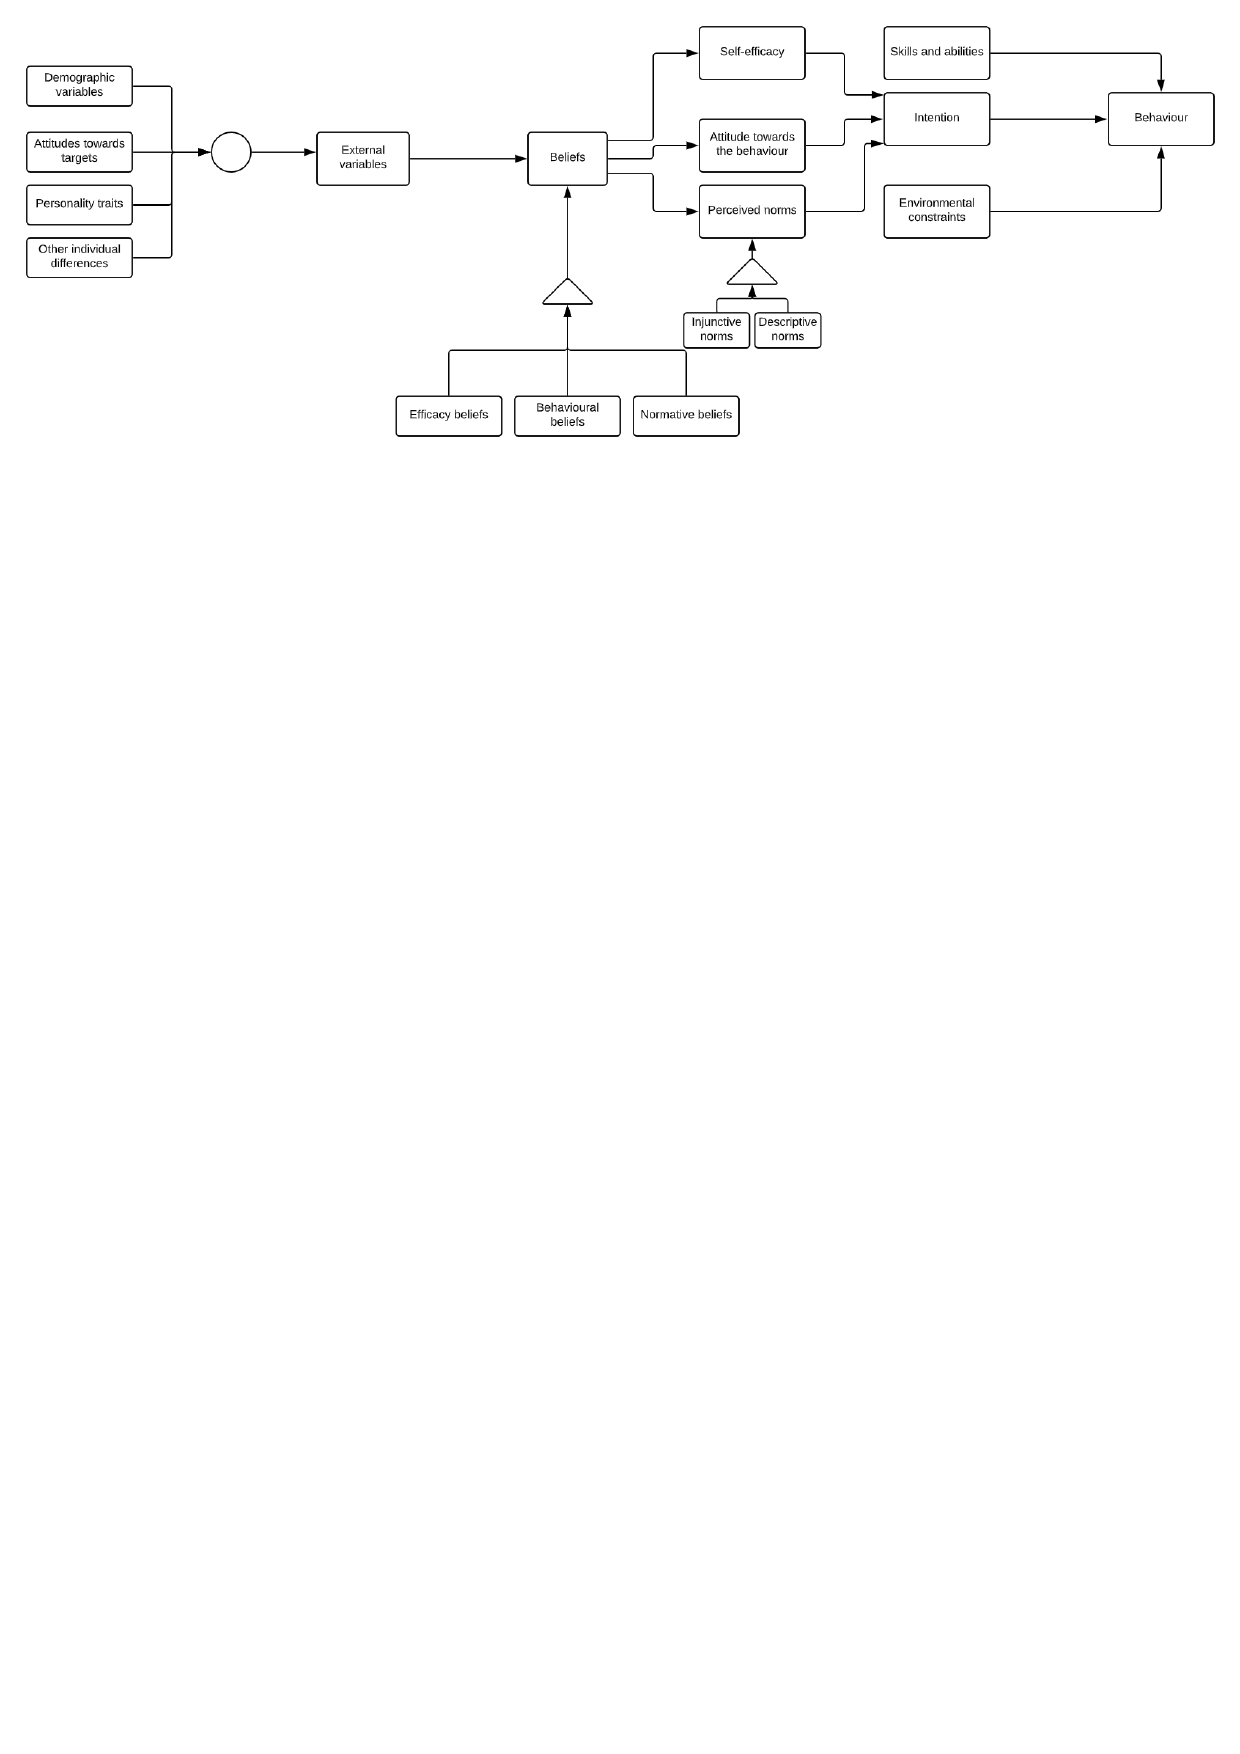 Demographic
variables
Attitudes towards
targets
Personality traits
Other individual
differences
External
variables
Beliefs
Self-efficacy
Attitude towards
the behaviour
Perceived norms
Injunctive
norms
Descriptive
norms
Efficacy beliefs
Behavioural
beliefs
Normative beliefs
Skills and abilities
Intention
Environmental
constraints
Behaviour